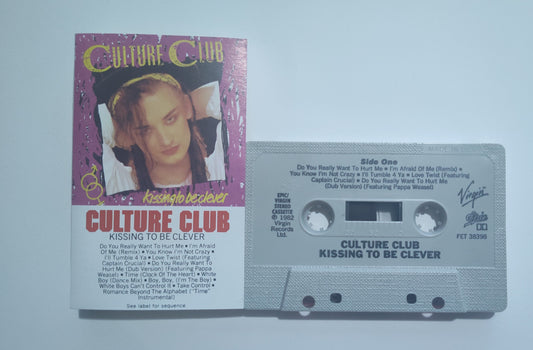 CULTURE CLUB
kissing to be clever
CULTURE CLUB
KISSING TO BE CLEVER
Do You Really Want To Hurt Me • I'm Afraid
Of Me (Remix) • You Know I'm Not Crazy •
I'll Tumble 4 Ya • Love Twist (Featuring
Captain Crucial) • Do You Really Want To
Hurt Me (Dub Version) (Featuring Pappa
Weasel) • Time (Clock Of The Heart) • White
Boy (Dance Mix) • Boy, Boy, (I'm The Boy) •
White Boys Can't Control It • Take Control •
Romance Beyond The Alphabet ("Time"
Instrumental)
See label for sequence.
Side One
Do You Really Want To Hurt Me • I'm Afraid Of Me (Remix) •
You Know I'm Not Crazy • I'll Tumble 4 Ya • Love Twist (Featuring
Captain Crucial) • Do You Really Want To Hurt Me
(Dub Version) (Featuring Pappa Weasel)
EPIC/
VIRGIN
STEREO
CASSETTE
℗ 1982
Virgin
Records
Ltd.
Virgin
Epic
FET 38398
CULTURE CLUB
KISSING TO BE CLEVER